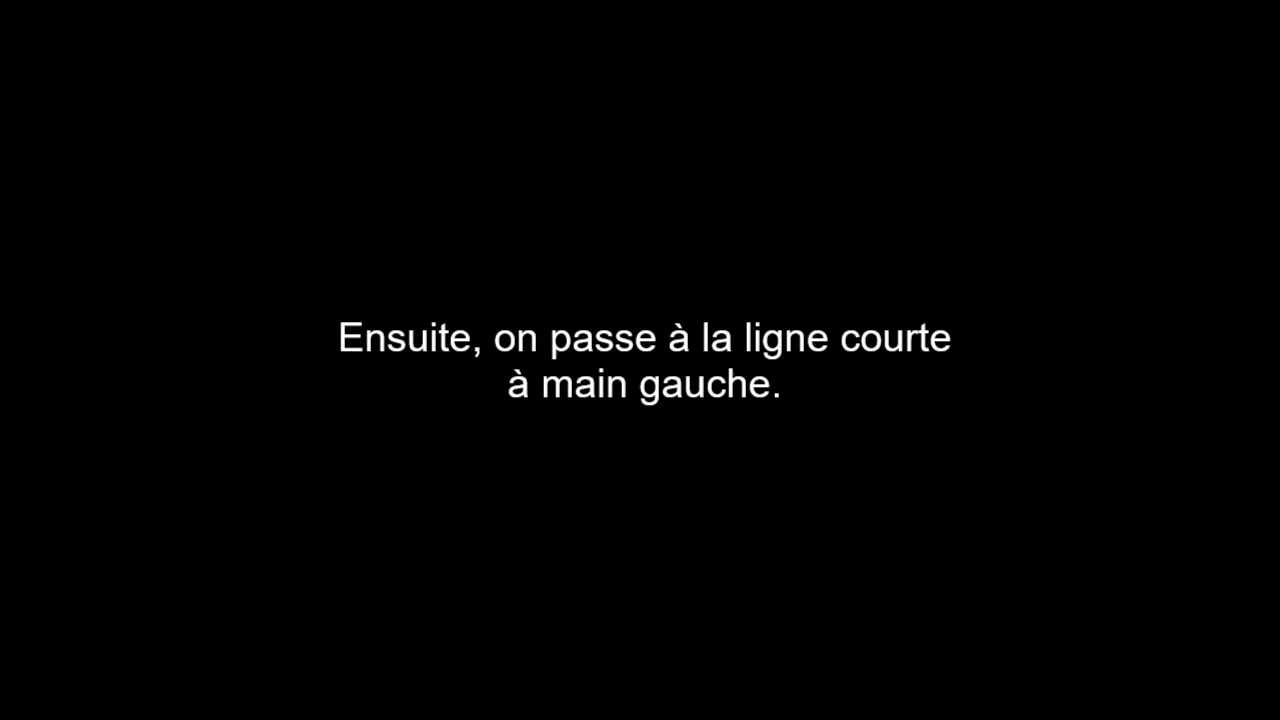 Ensuite, on passe à la ligne courte
à main gauche.